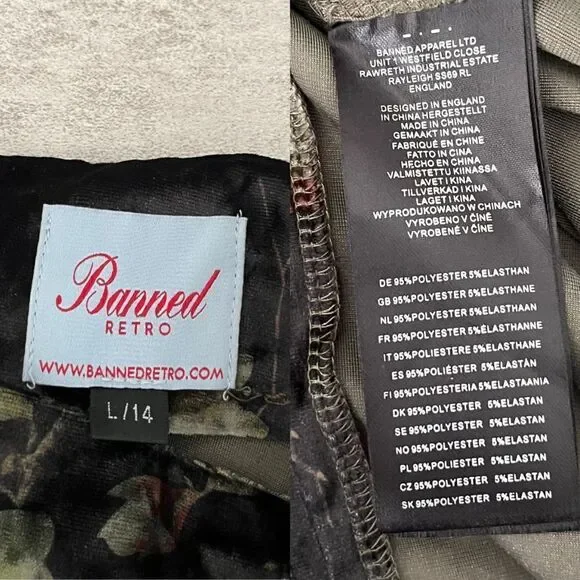 Banned
RETRO
WWW.BANNEDRETRO.COM
L/14
BANNED APPAREL LTD
UNIT 1 WESTFIELD CLOSE
RAWRETH INDUSTRIAL ESTATE
RAYLEIGH SS69 RL
ENGLAND
DESIGNED IN ENGLAND
IN CHINA HERGESTELLT
MADE IN CHINA
GEMAAKT IN CHINA
FABRIQUÉ EN CHINE
FATTO IN CINA
HECHO EN CHINA
VALMISTETTU KIINASSA
LAVET I KINA
TILLVERKAD I KINA
LAGET I KINA
WYPRODUKOWANO W CHINACH
VYROBENO V ČÍNE
VYROBENO V ČÍNE
DE 95%POLYESTER 5%ELASTHAN
GB 95%POLYESTER 5%ELASTHANE
NL 95%POLYESTER 5%ELASTHANNE
FR 95%POLYESTER 5%ÉLASTHANNE
IT 95%POLIESTERE 5%ELASTAN
ES 95%POLIÉSTER 5%ELASTÁN
FI 95%POLYESTERIA 5%ELASTAANIA
DK 95%POLYESTER 5%ELASTAN
SE 95%POLYESTER 5%ELASTAN
NO 95%POLYESTER 5%ELASTAN
PL 95%POLIESTER 5%ELASTAN
CZ 95%POLYESTER 5%ELASTAN
SK 95%POLYESTER 5%ELASTAN